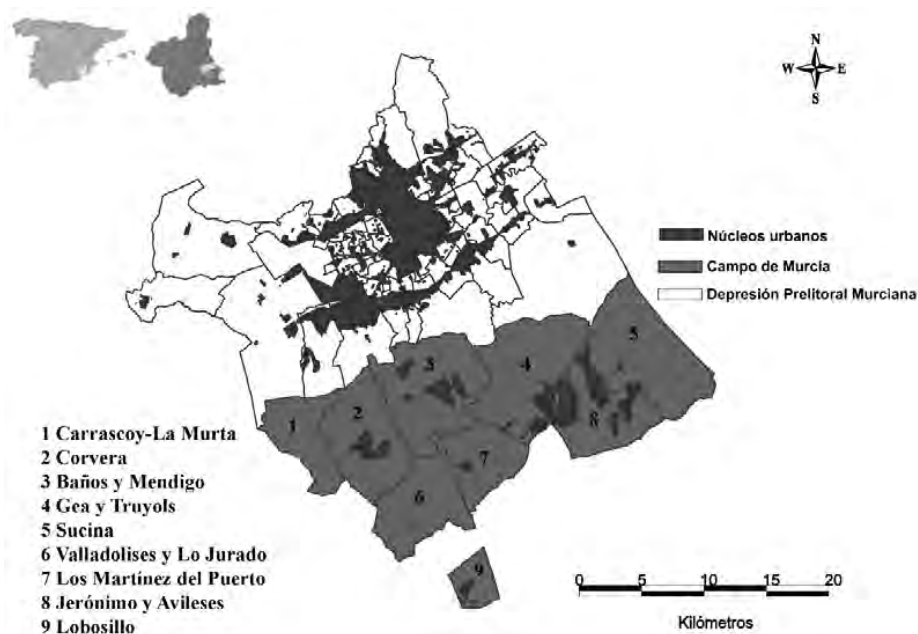 N
W E
S
Núcleos urbanos
Campo de Murcia
Depresión Prelitoral Murciana
1
2
3
4
5
6
7
8
9
1 Carrascoy-La Murta
2 Corvera
3 Baños y Mendigo
4 Gea y Truyols
5 Sucina
6 Valladolises y Lo Jurado
7 Los Martínez del Puerto
8 Jerónimo y Avileses
9 Lobosillo
0 5 10 15 20
Kilómetros